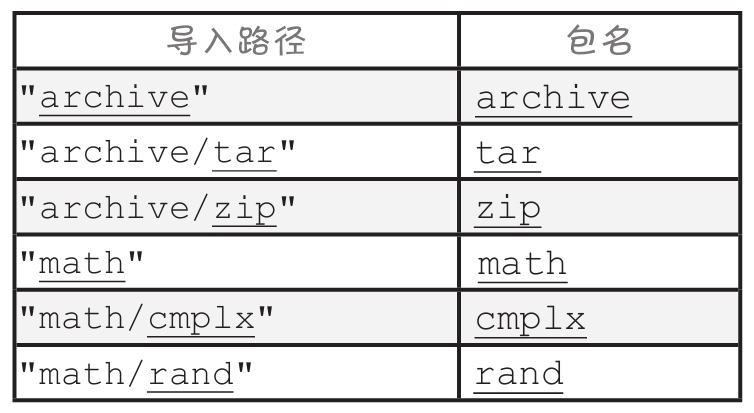 导入路径 包名
"archive" archive
"archive/tar" tar
"archive/zip" zip
"math" math
"math/cmplx" cmplx
"math/rand" rand